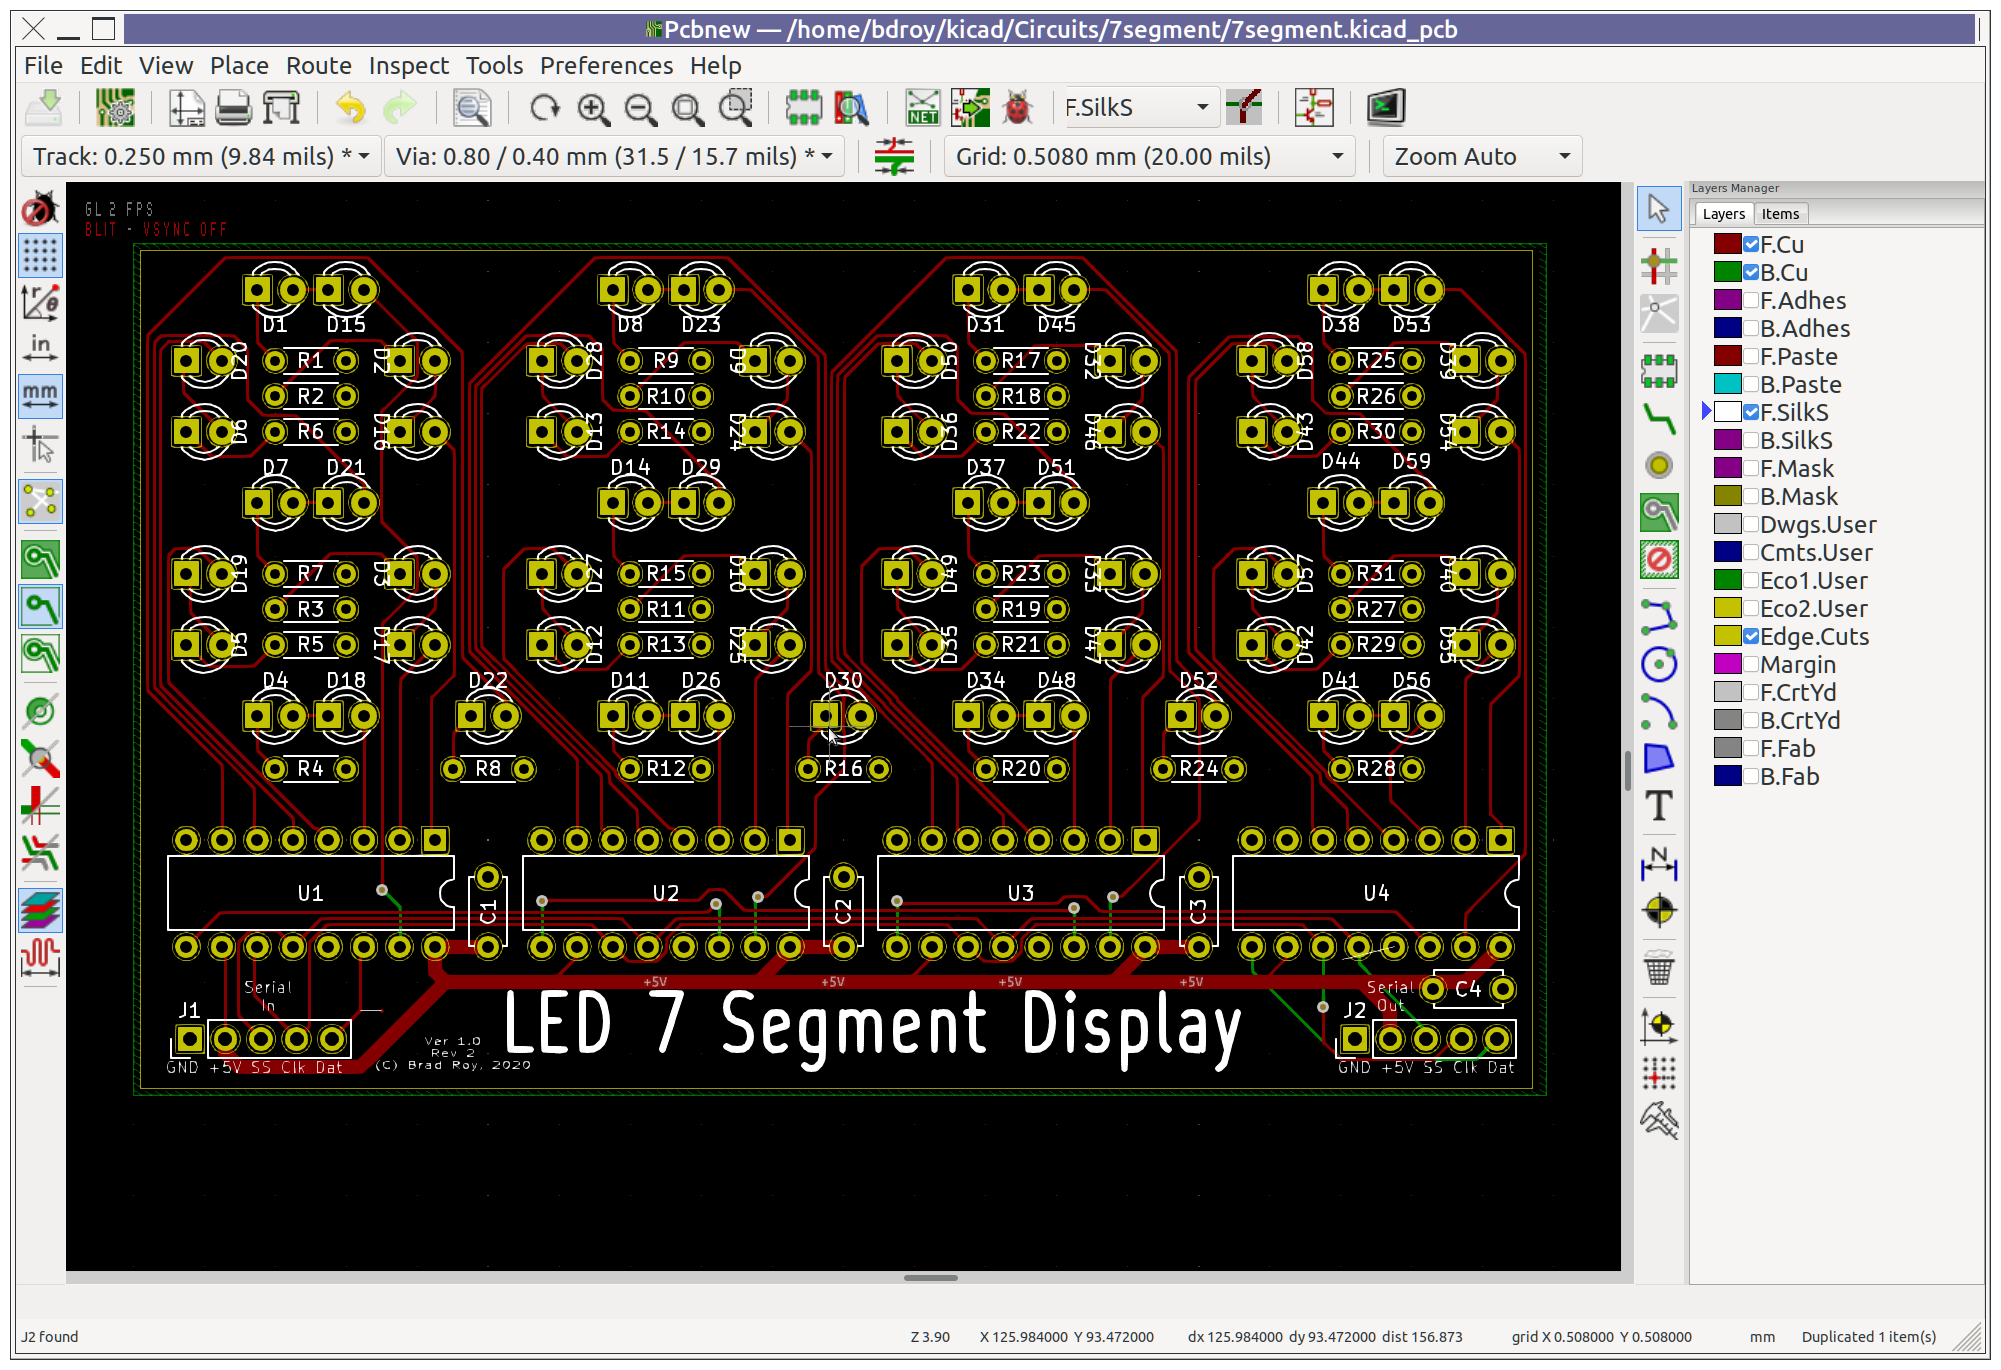 Pcbnew — /home/bdroy/kicad/Circuits/7segment/7segment.kicad_pcb
File Edit View Place Route Inspect Tools Preferences Help
NET F.SilkS
Track: 0.250 mm (9.84 mils) * Via: 0.80 / 0.40 mm (31.5 / 15.7 mils) * Grid: 0.5080 mm (20.00 mils) Zoom Auto
in
mm
GL 2 FPS
BLIT - VSYNC OFF
D1 D15 D8 D23 D31 D45 D38 D53
D20 R1 D2 D28 R9 D9 D50 R17 D32 D58 R25 D39
R2 R10 R18 R26
D6 R6 D16 D13 R14 D24 D36 R22 D46 D43 R30 D54
D7 D21 D14 D29 D37 D51 D44 D59
D19 R7 D3 D27 R15 D10 D49 R23 D33 D57 R31 D40
R3 R11 R19 R27
D5 R5 D17 D12 R13 D25 D35 R21 D47 D42 R29 D55
D4 D18 D22 D11 D26 D30 D34 D48 D52 D41 D56
R4 R8 R12 R16 R20 R24 R28
U1 C1 U2 C2 U3 C3 U4
+5V +5V +5V +5V
Serial
In
Serial
Out
C4
J1
J2
LED 7 Segment Display
Ver 1.0
Rev 2
(C) Brad Roy, 2020
GND +5V SS Clk Dat
GND +5V SS Clk Dat
T
N
Layers Manager
Layers Items
F.Cu
B.Cu
F.Adhes
B.Adhes
F.Paste
B.Paste
F.SilkS
B.SilkS
F.Mask
B.Mask
Dwgs.User
Cmts.User
Eco1.User
Eco2.User
Edge.Cuts
Margin
F.CrtYd
B.CrtYd
F.Fab
B.Fab
J2 found Z 3.90 X 125.984000 Y 93.472000 dx 125.984000 dy 93.472000 dist 156.873 grid X 0.508000 Y 0.508000 mm Duplicated 1 item(s)